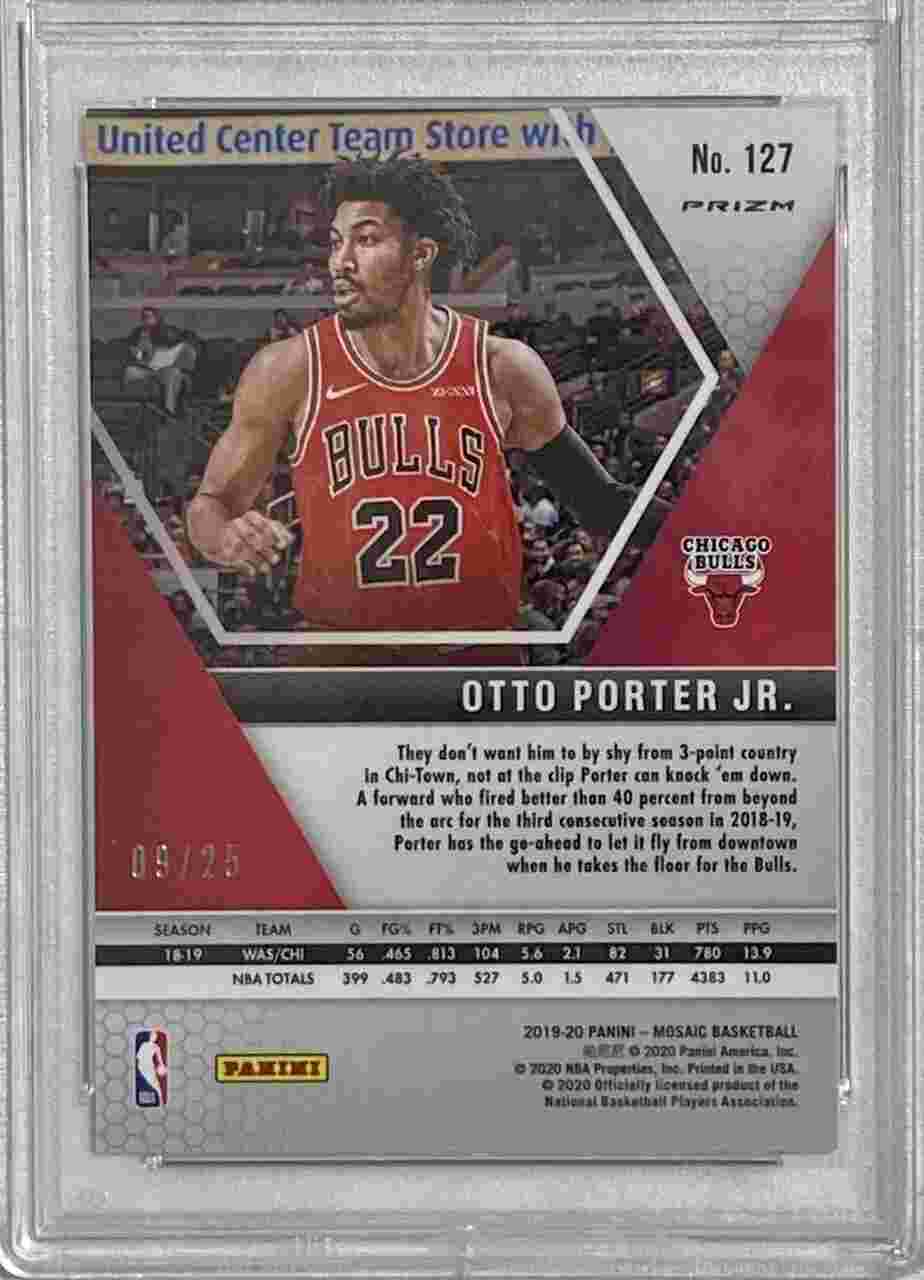 United Center Team Store with
No. 127
PRIZM
BULLS
22
CHICAGO
BULLS
OTTO PORTER JR.
They don't want him to by shy from 3-point country
in Chi-Town, not at the clip Porter can knock 'em down.
A forward who fired better than 40 percent from beyond
the arc for the third consecutive season in 2018-19,
Porter has the go-ahead to let it fly from downtown
when he takes the floor for the Bulls.
09/25
SEASON TEAM G FG% FT% 3PM RPG APG STL BLK PTS PPG
18-19 WAS/CHI 56 .465 .813 104 5.6 2.1 82 31 780 13.9
NBA TOTALS 399 .483 .793 527 5.0 1.5 471 177 4383 11.0
2019-20 PANINI – MOSAIC BASKETBALL
© 2020 Panini America, Inc.
© 2020 NBA Properties, Inc. Printed in the USA.
© 2020 Officially licensed product of the
National Basketball Players Association.
NBA
PANINI